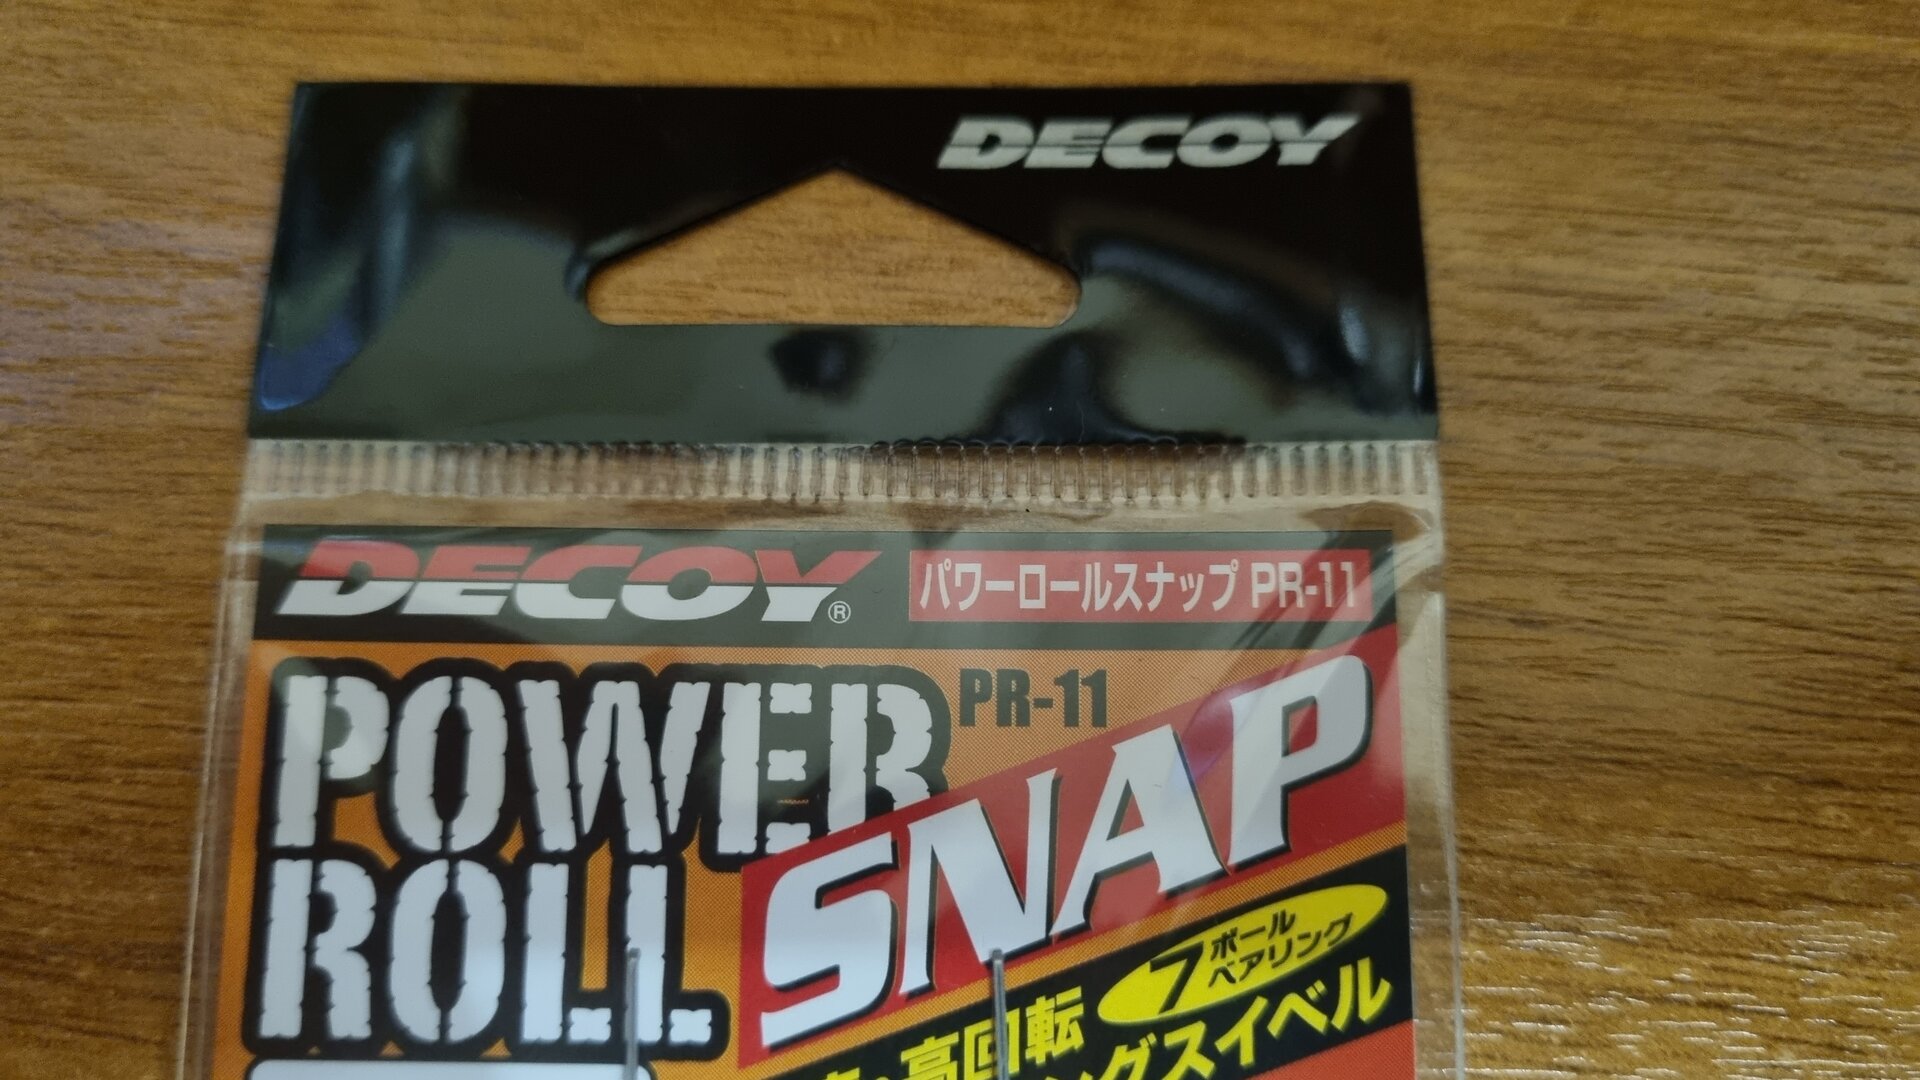 DECOY
DECOY®
パワーロールスナップ PR-11
POWER
PR-11
ROLL
SNAP
7 ボール
ベアリング
高回転
グスイベル